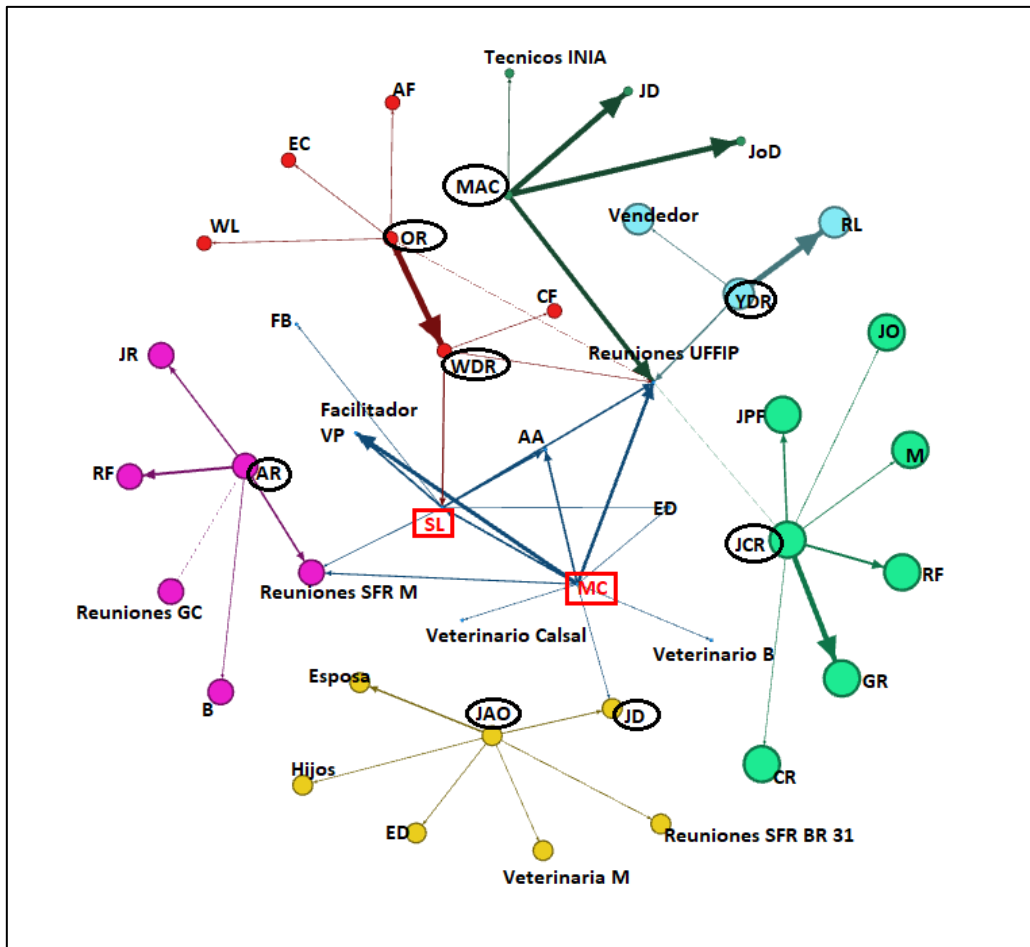 Tecnicos INIA
AF
JD
EC
JoD
MAC
Vendedor
RL
WL
OR
YDR
CF
FB
JO
JR
WDR
Reuniones UFFIP
Facilitador
VP
JPF
AA
M
RF
AR
ED
SL
JCR
RF
MC
Reuniones SFR M
Reuniones GC
Veterinario Calsal
Veterinario B
Esposa
GR
B
JAO
JD
Hijos
CR
ED
Reuniones SFR BR 31
Veterinaria M